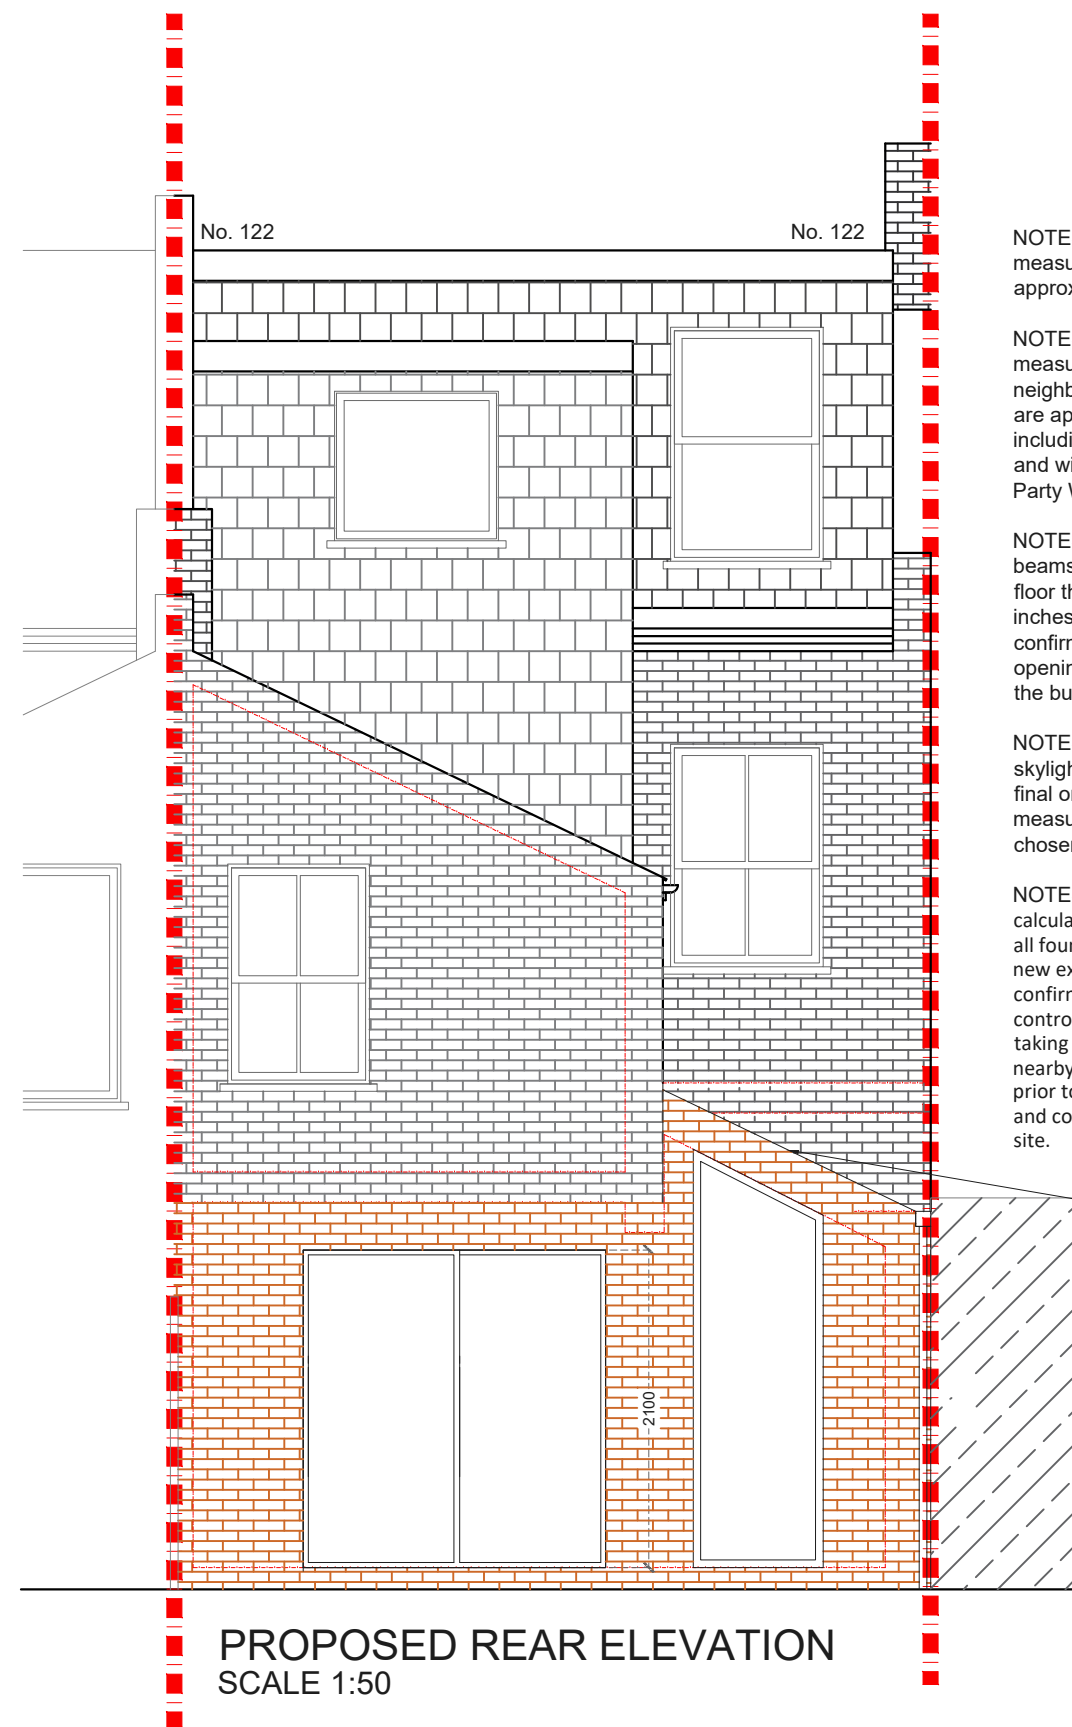 No. 122
No. 122
NOTE
measu
approx
NOTE
measu
neighb
are ap
includi
and wi
Party
NOTE
beams
floor th
inches
confirm
openin
the bu
NOTE
skyligh
final or
measu
chosen
NOTE
calcula
all four
new ex
confirm
contro
taking
nearby
prior to
and co
site.
2100
PROPOSED REAR ELEVATION
SCALE 1:50